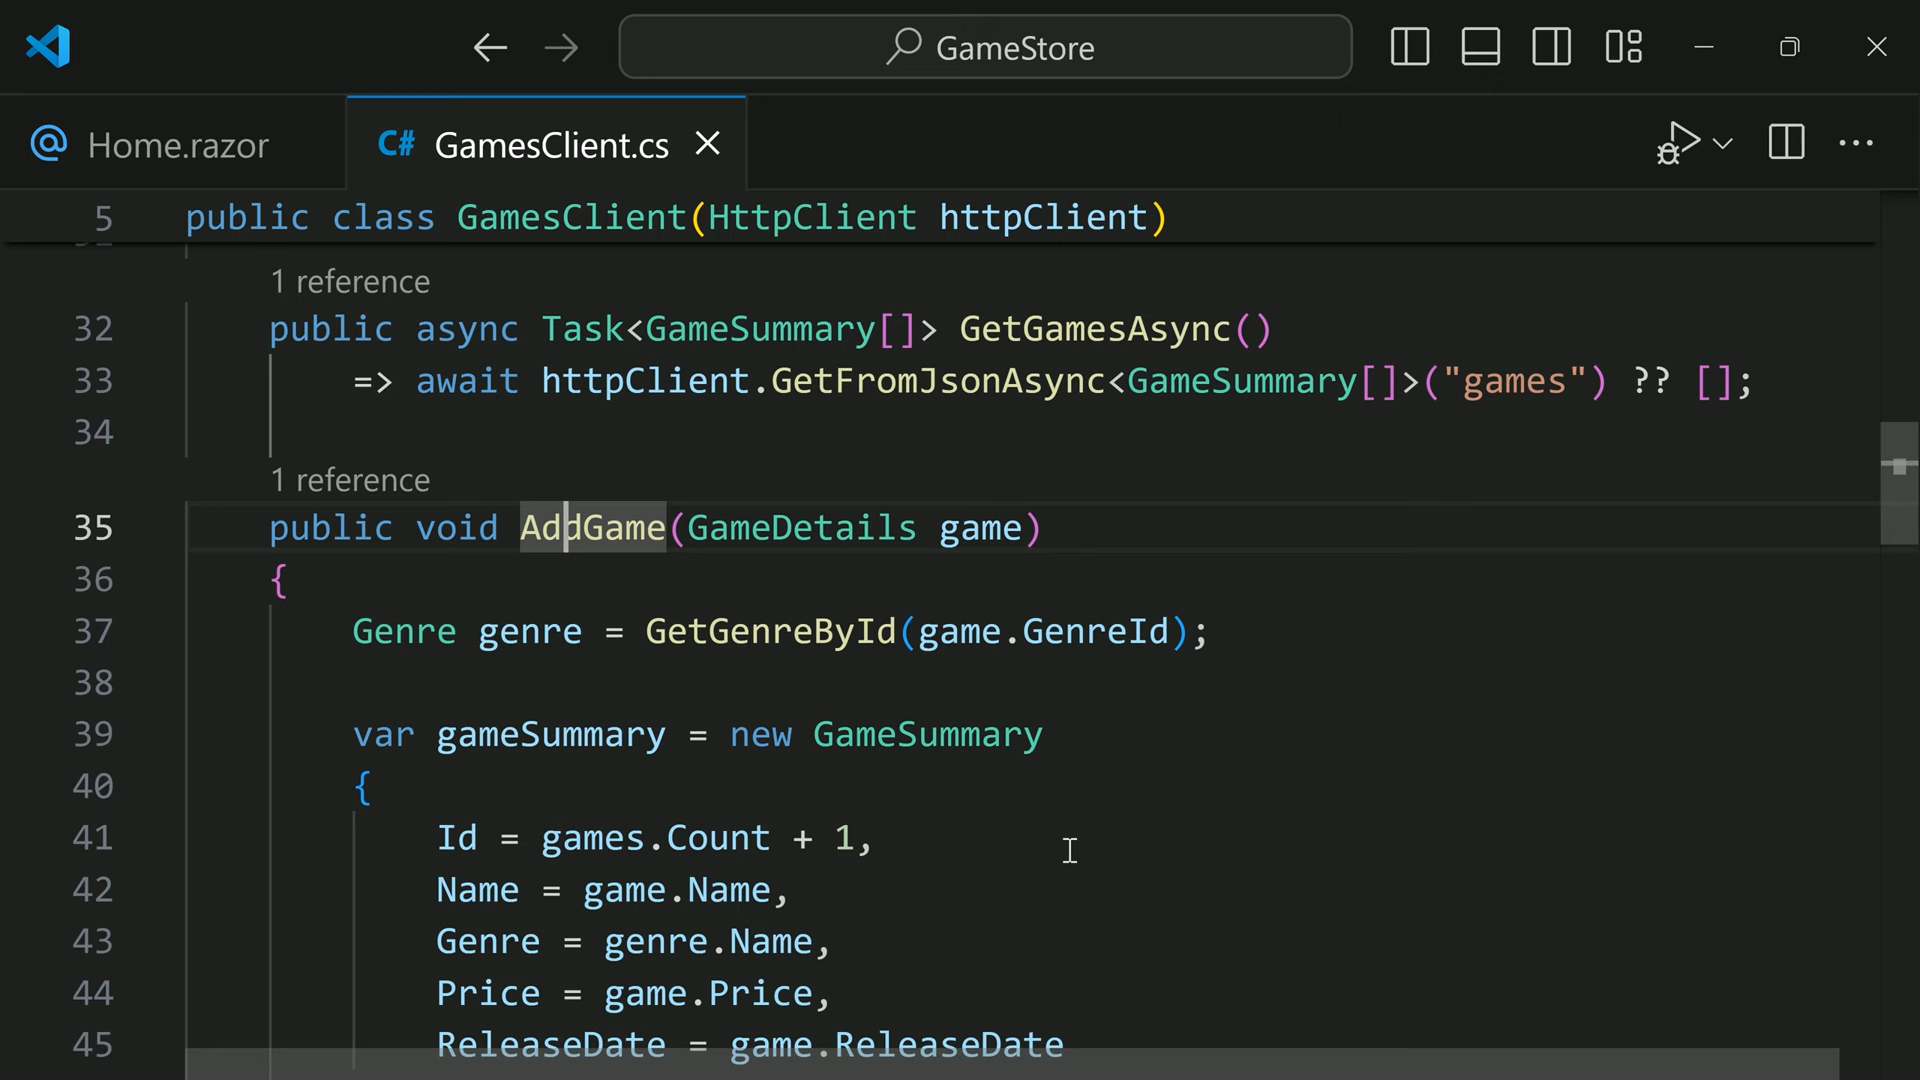 GameStore
@ Home.razor
C# GamesClient.cs
5 public class GamesClient(HttpClient httpClient)
1 reference
32 public async Task<GameSummary[]> GetGamesAsync()
33 => await httpClient.GetFromJsonAsync<GameSummary[]>("games") ?? [];
34
1 reference
35 public void AddGame(GameDetails game)
36 {
37 Genre genre = GetGenreById(game.GenreId);
38
39 var gameSummary = new GameSummary
40 {
41 Id = games.Count + 1,
42 Name = game.Name,
43 Genre = genre.Name,
44 Price = game.Price,
45 ReleaseDate = game.ReleaseDate